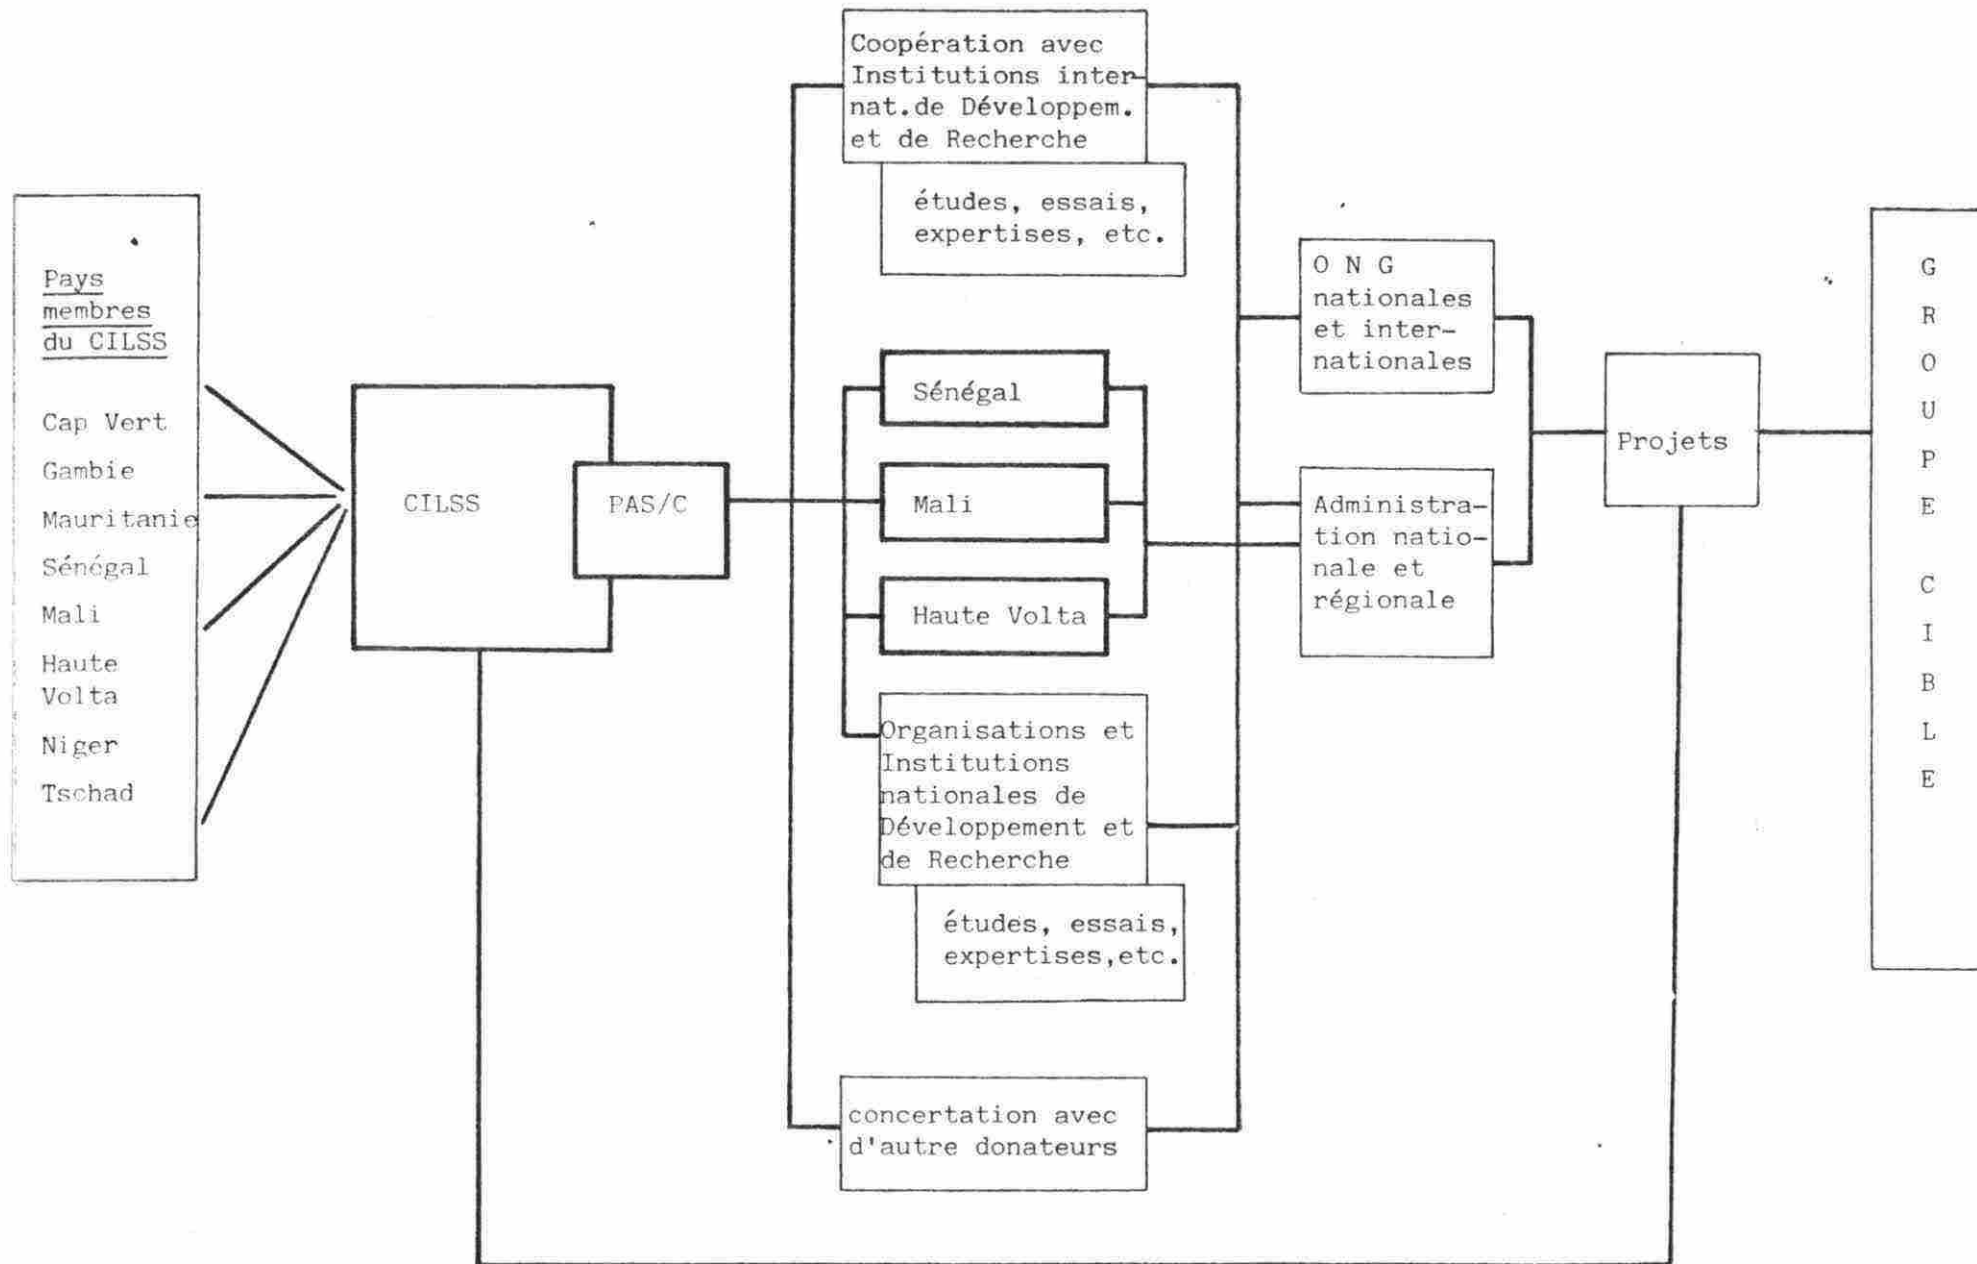 Pays
membres
du CILSS
Cap Vert
Gambie
Mauritanie
Sénégal
Mali
Haute
Volta
Niger
Tschad
CILSS
PAS/C
Coopération avec
Institutions inter-
nat.de Développem.
et de Recherche
études, essais,
expertises, etc.
Sénégal
Mali
Haute Volta
Organisations et
Institutions
nationales de
Développement et
de Recherche
études, essais,
expertises,etc.
concertation avec
d'autre donateurs
O N G
nationales
et inter-
nationales
Administra-
tion natio-
nale et
régionale
Projets
G
R
O
U
P
E
C
I
B
L
E